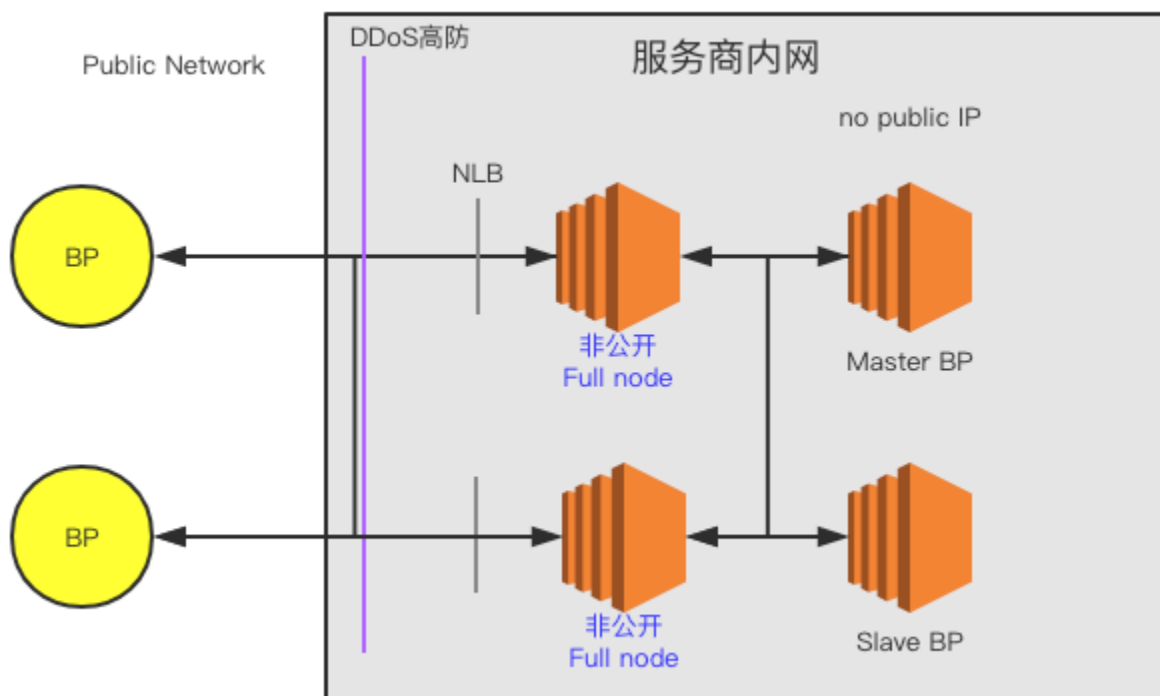 DDoS高防
Public Network
服务商内网
no public IP
NLB
BP
非公开
Full node
Master BP
BP
非公开
Full node
Slave BP